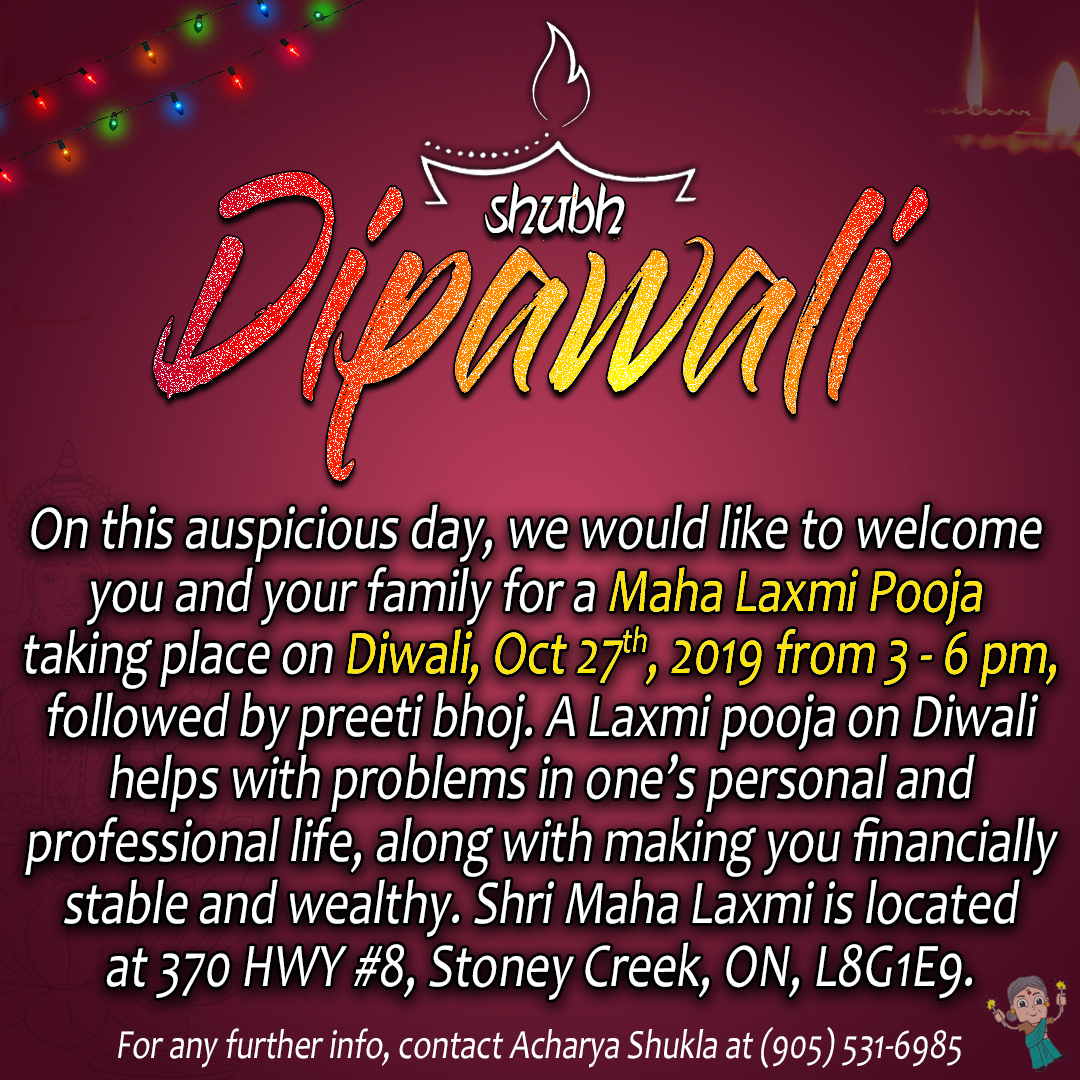 shubh
Dipawali
On this auspicious day, we would like to welcome
you and your family for a Maha Laxmi Pooja
taking place on Diwali, Oct 27th, 2019 from 3 - 6 pm,
followed by preeti bhoj. A Laxmi pooja on Diwali
helps with problems in one’s personal and
professional life, along with making you financially
stable and wealthy. Shri Maha Laxmi is located
at 370 HWY #8, Stoney Creek, ON, L8G1E9.
For any further info, contact Acharya Shukla at (905) 531-6985